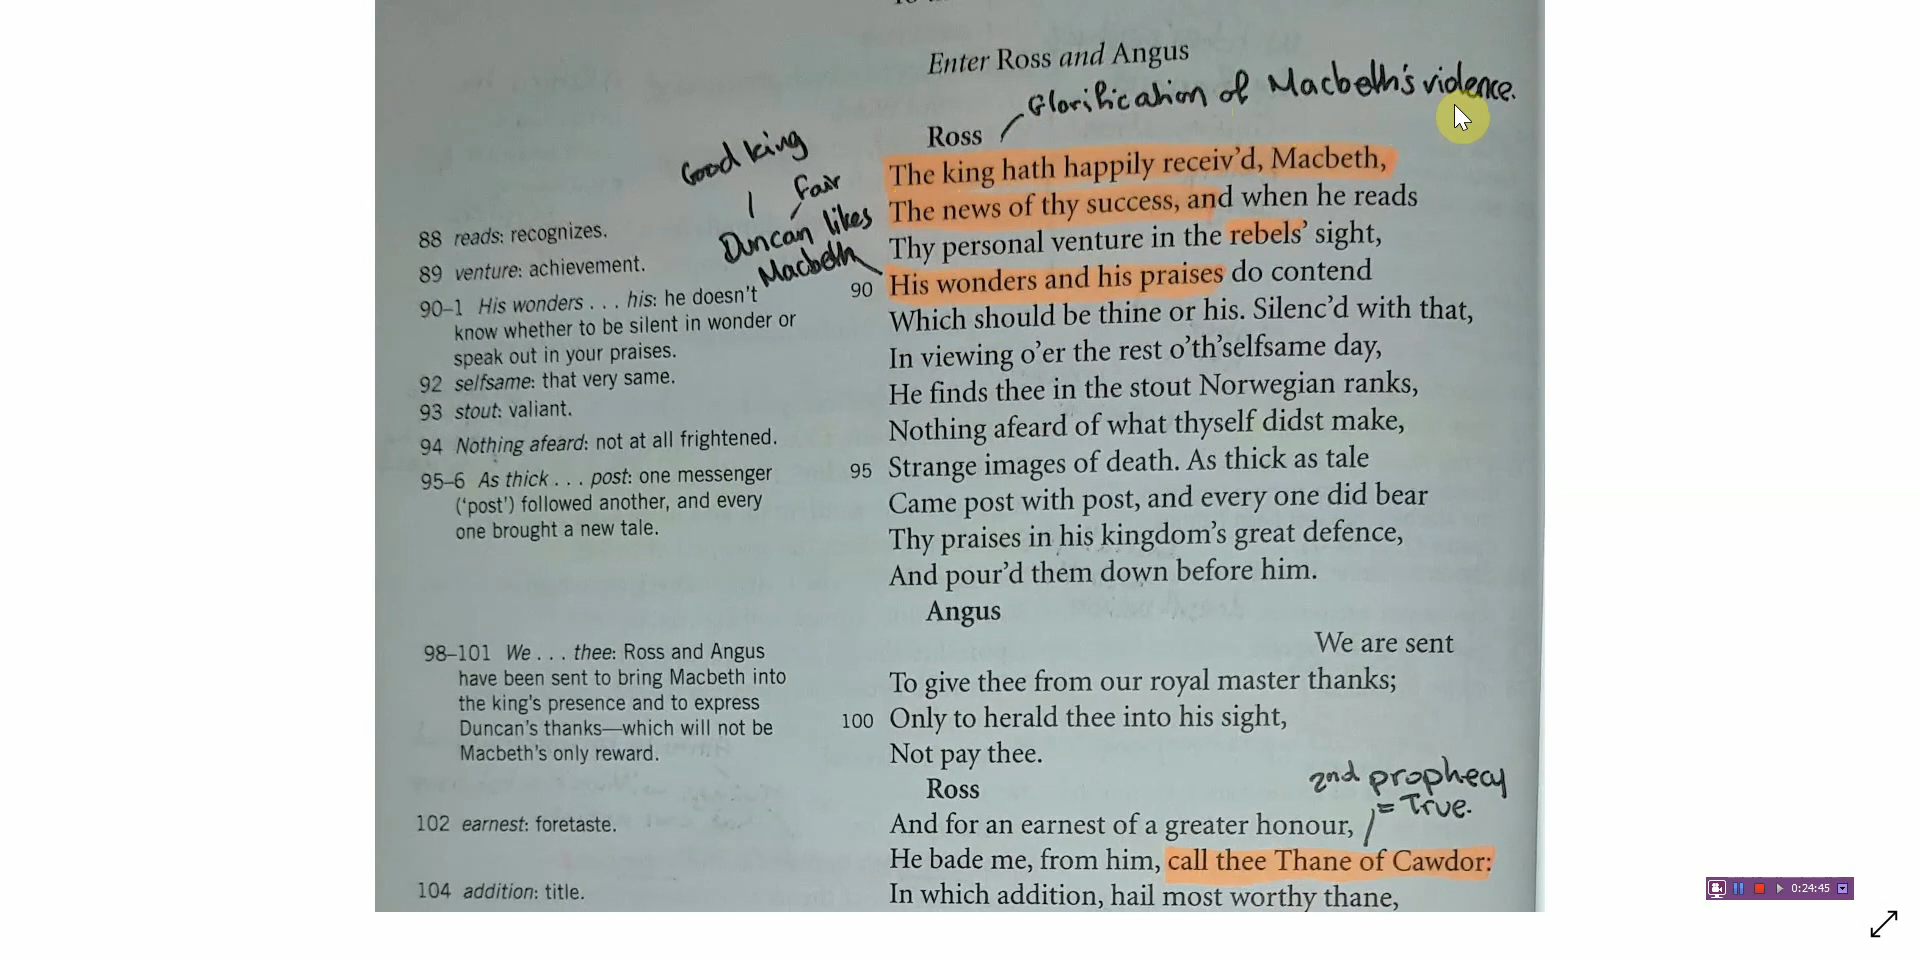 Enter Ross and Angus
Glorification of Macbeth's violence.
Ross
Good king
fair
Duncan likes
Macbeth
The king hath happily receiv'd, Macbeth,
The news of thy success, and when he reads
Thy personal venture in the rebels' sight,
90 His wonders and his praises do contend
Which should be thine or his. Silenc'd with that,
In viewing o'er the rest o'th'selfsame day,
He finds thee in the stout Norwegian ranks,
Nothing afeard of what thyself didst make,
95 Strange images of death. As thick as tale
Came post with post, and every one did bear
Thy praises in his kingdom's great defence,
And pour'd them down before him.
Angus
We are sent
To give thee from our royal master thanks;
100 Only to herald thee into his sight,
Not pay thee.
Ross
2nd prophecy
= True.
And for an earnest of a greater honour,
He bade me, from him, call thee Thane of Cawdor:
In which addition, hail most worthy thane,
88 reads: recognizes.
89 venture: achievement.
90–1 His wonders . . . his: he doesn't
know whether to be silent in wonder or
speak out in your praises.
92 selfsame: that very same.
93 stout: valiant.
94 Nothing afeard: not at all frightened.
95–6 As thick . . . post: one messenger
('post') followed another, and every
one brought a new tale.
98–101 We . . . thee: Ross and Angus
have been sent to bring Macbeth into
the king's presence and to express
Duncan's thanks—which will not be
Macbeth's only reward.
102 earnest: foretaste.
104 addition: title.
0:24:45